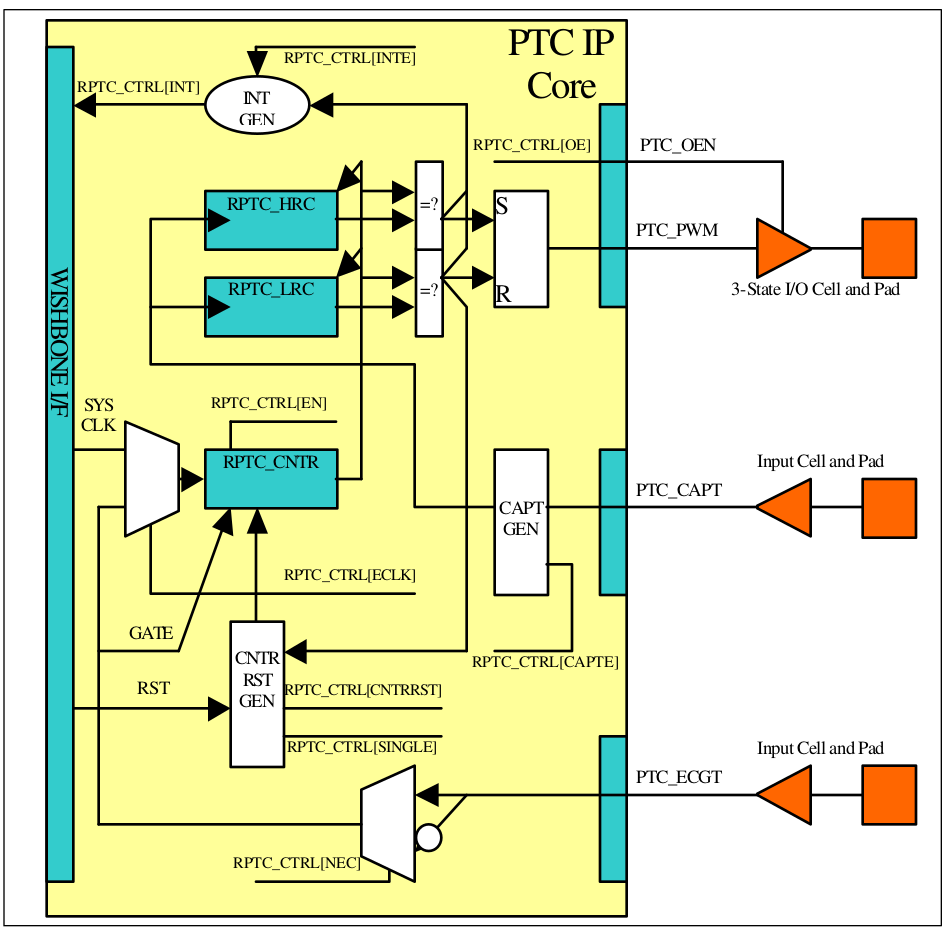 PTC IP
Core
RPTC_CTRL[INTE]
RPTC_CTRL[INT]
INT
GEN
RPTC_CTRL[OE]
PTC_OEN
RPTC_HRC
=?
S
PTC_PWM
RPTC_LRC
=?
R
3-State I/O Cell and Pad
WISHBONE I/F
SYS
CLK
RPTC_CTRL[EN]
RPTC_CNTR
Input Cell and Pad
PTC_CAPT
CAPT
GEN
RPTC_CTRL[ECLK]
GATE
CNTR
RST
GEN
RPTC_CTRL[CAPTE]
RST
RPTC_CTRL[CNTRRST]
RPTC_CTRL[SINGLE]
Input Cell and Pad
PTC_ECGT
RPTC_CTRL[NEC]